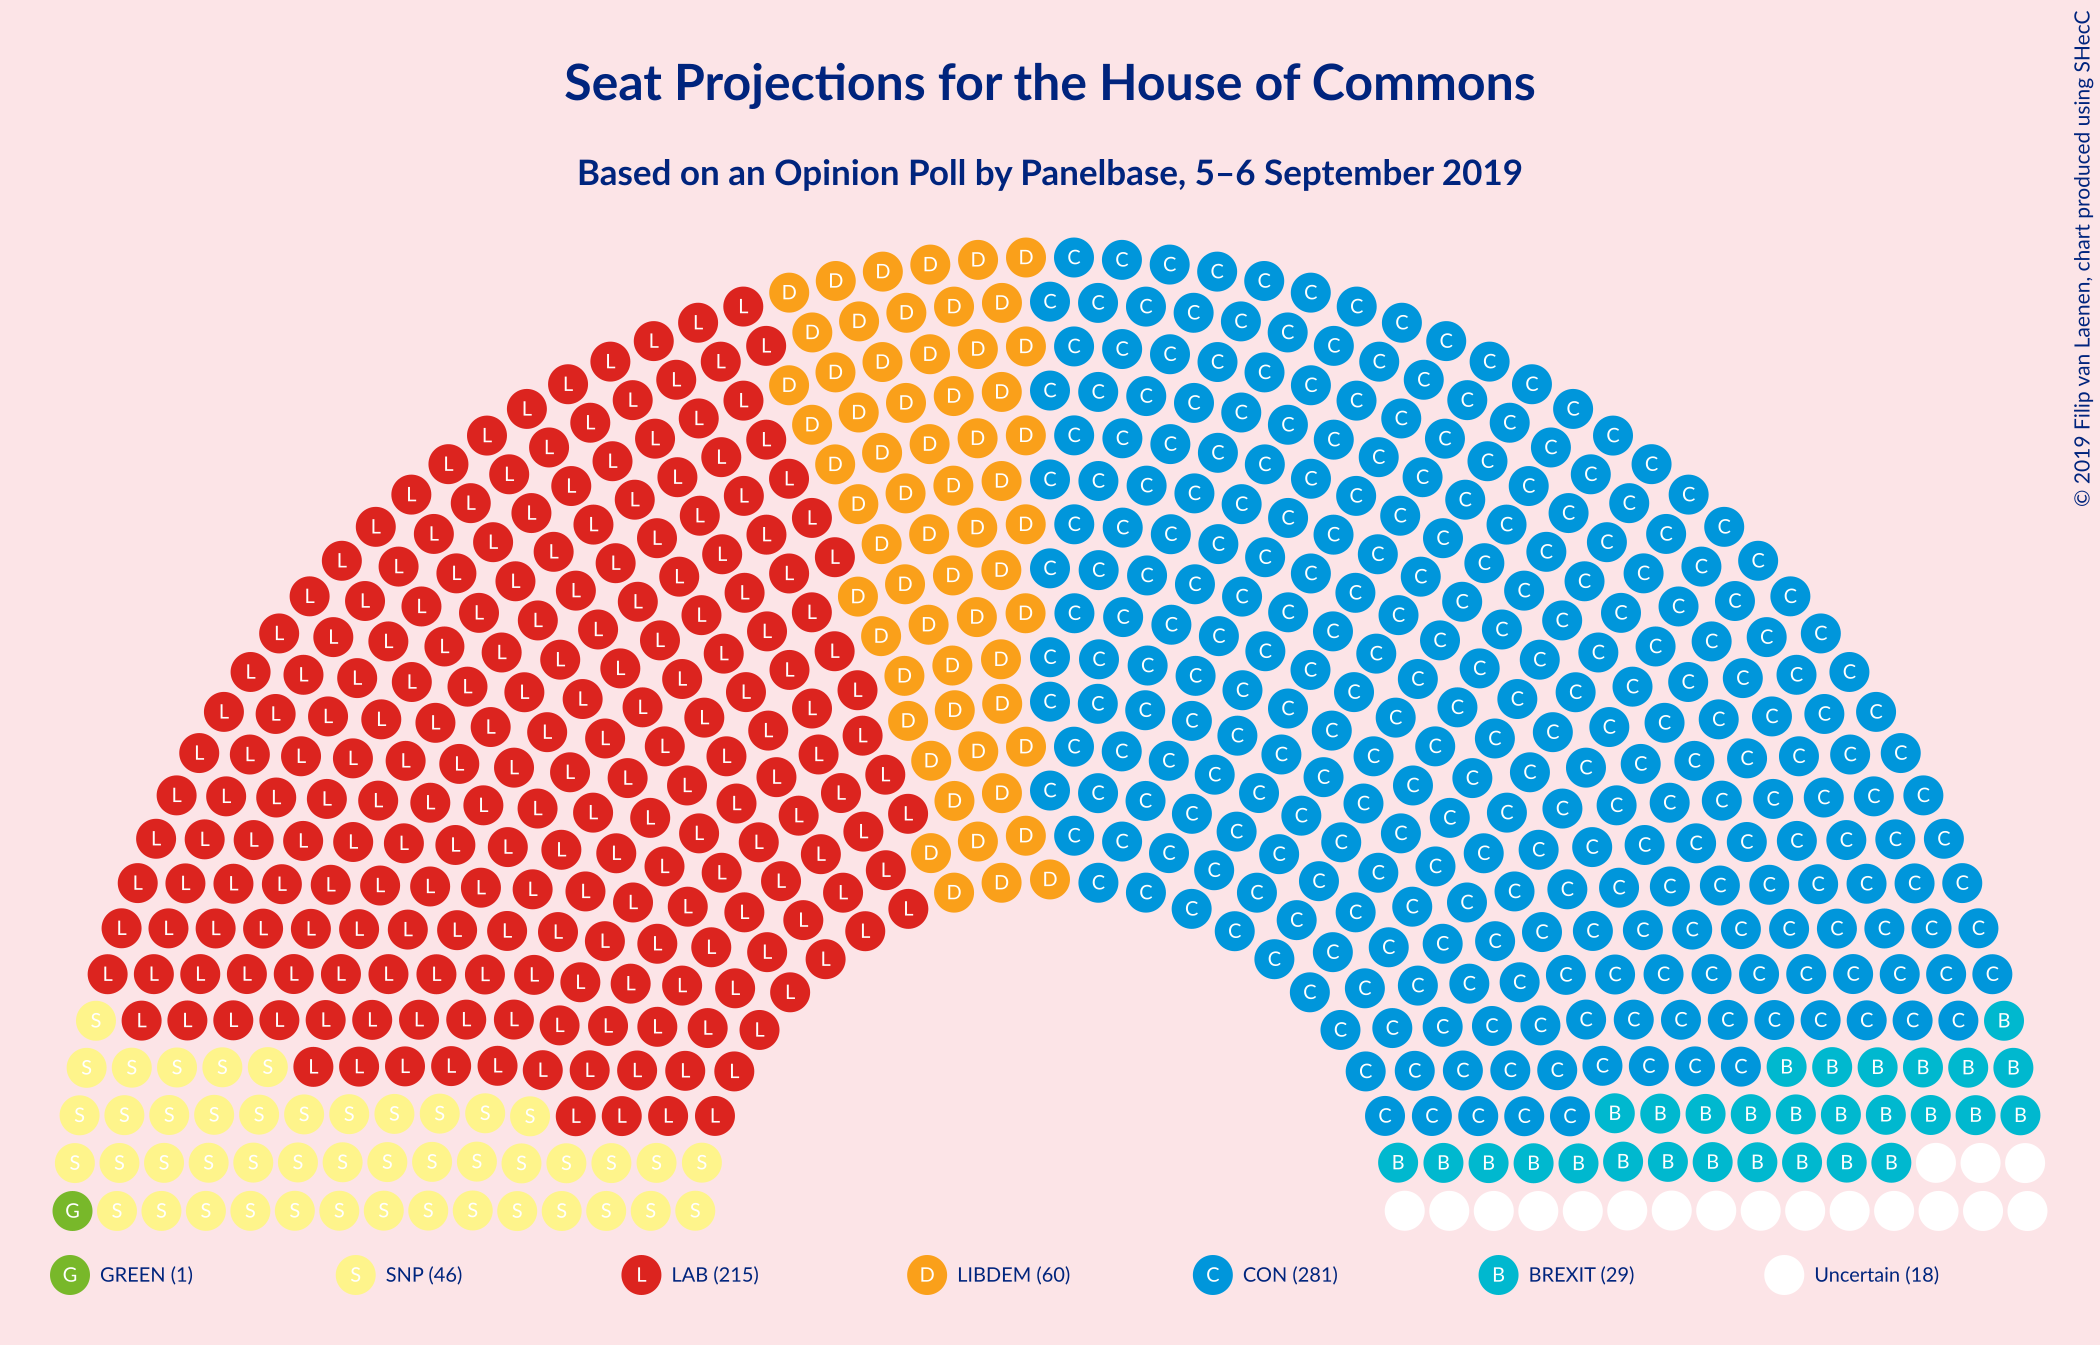 Seat Projections for the House of Commons
Based on an Opinion Poll by Panelbase, 5–6 September 2019
© 2019 Filip van Laenen, chart produced using SHecC
G GREEN (1)
S SNP (46)
L LAB (215)
D LIBDEM (60)
C CON (281)
B BREXIT (29)
Uncertain (18)